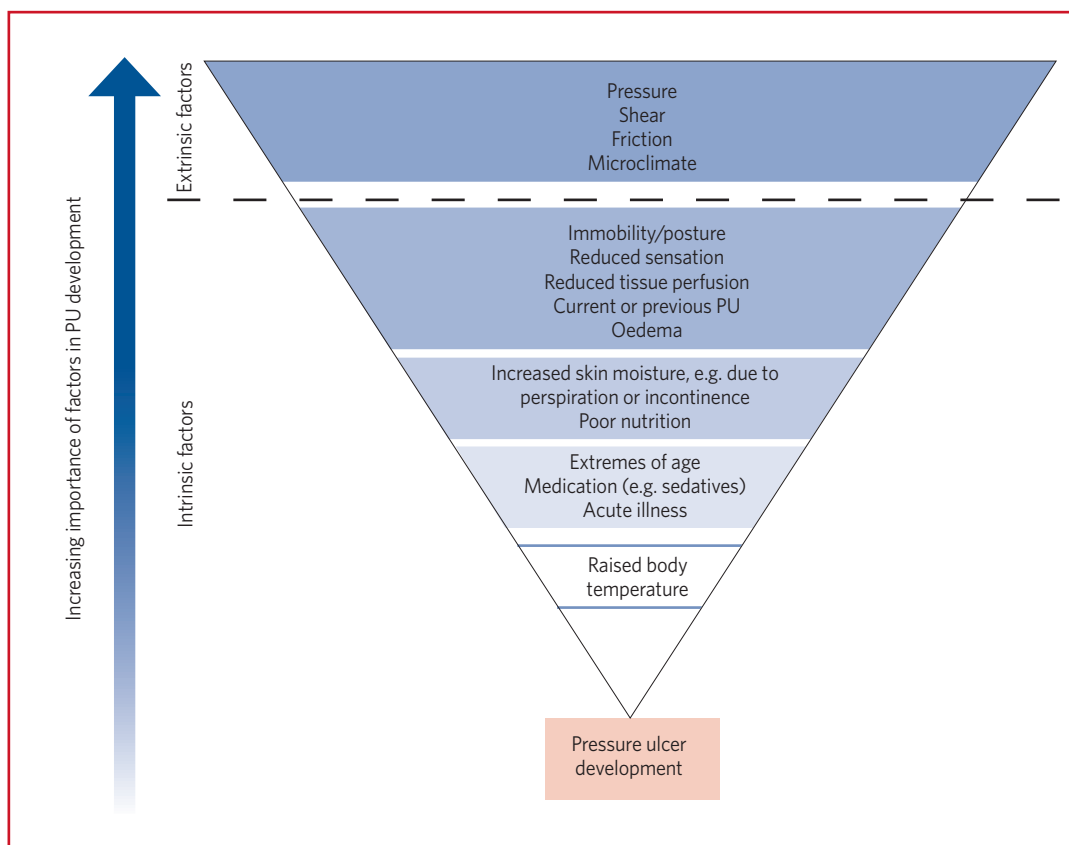 Increasing importance of factors in PU development
Extrinsic factors
Pressure
Shear
Friction
Microclimate
Intrinsic factors
Immobility/posture
Reduced sensation
Reduced tissue perfusion
Current or previous PU
Oedema
Increased skin moisture, e.g. due to
perspiration or incontinence
Poor nutrition
Extremes of age
Medication (e.g. sedatives)
Acute illness
Raised body
temperature
Pressure ulcer
development